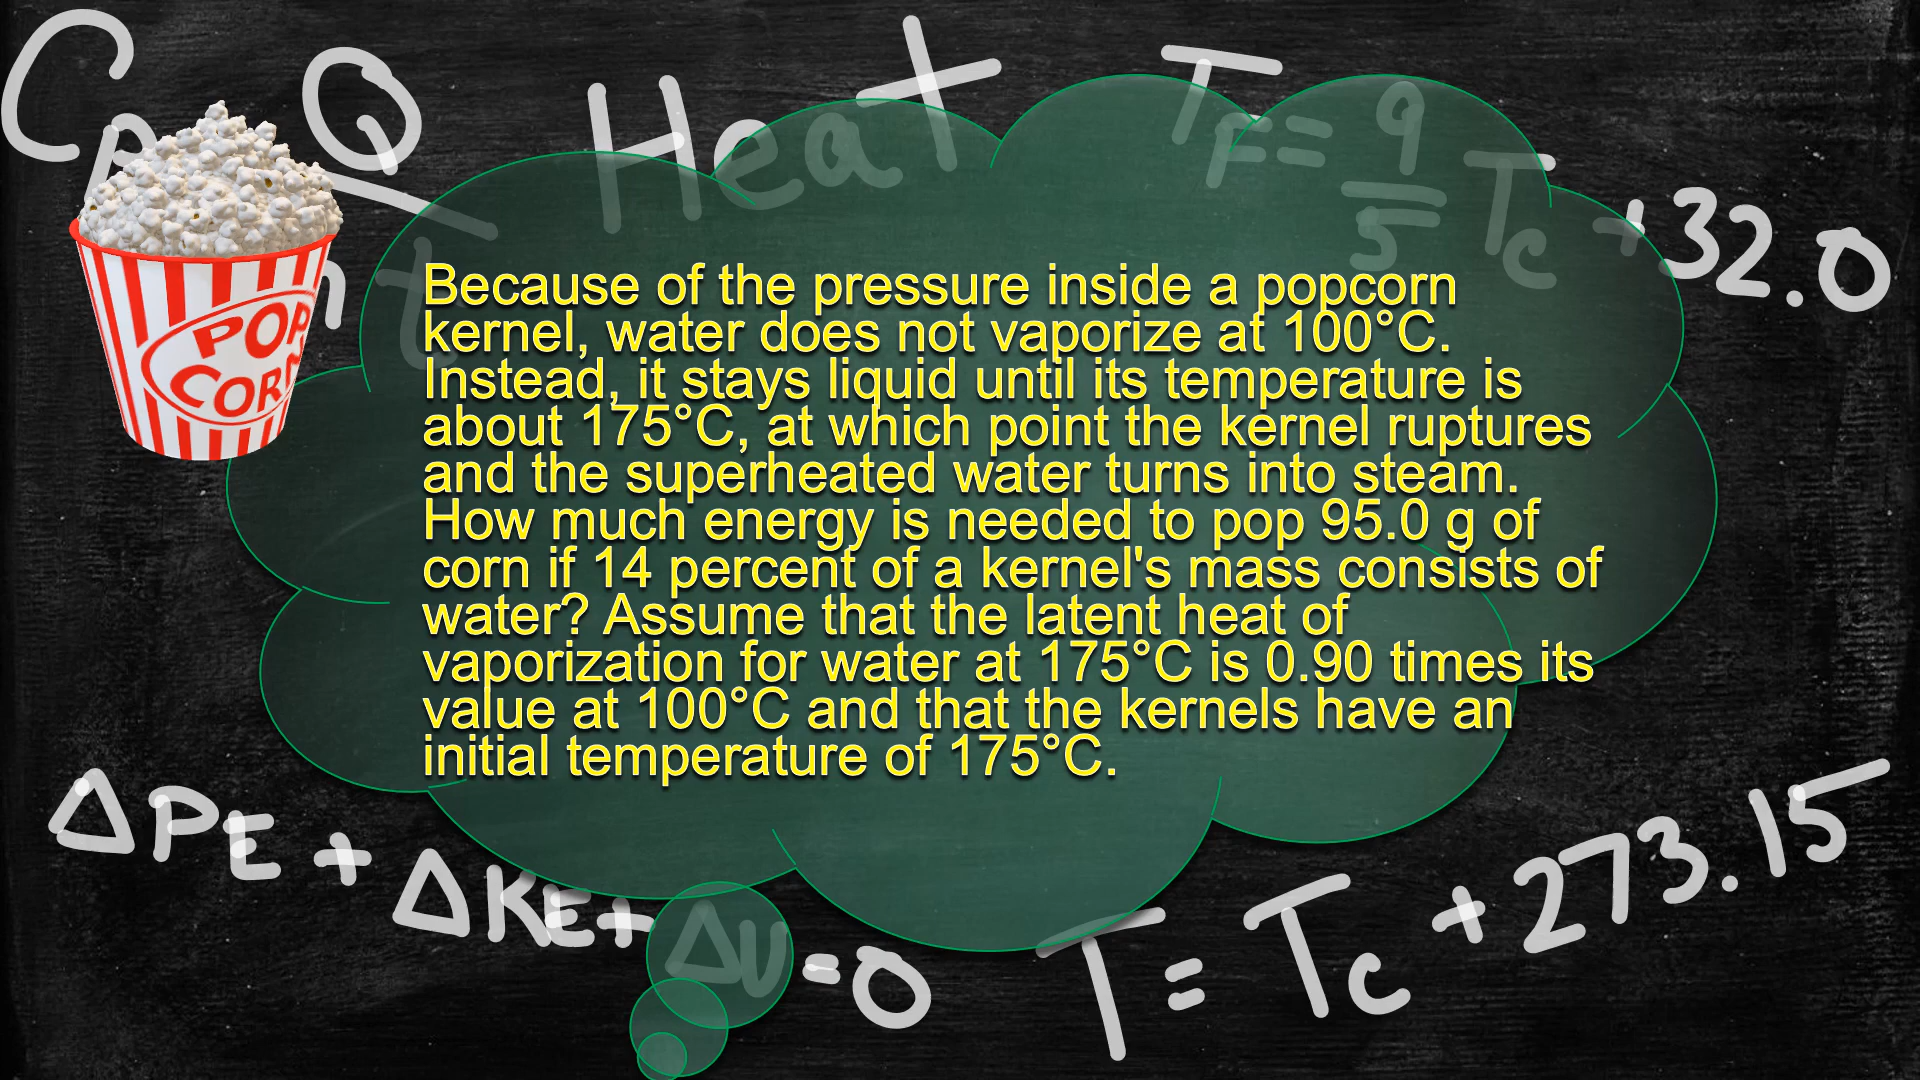 Cp Q Heat TF = 9/5 Tc + 32.0
POP
CORN
Because of the pressure inside a popcorn
kernel, water does not vaporize at 100°C.
Instead, it stays liquid until its temperature is
about 175°C, at which point the kernel ruptures
and the superheated water turns into steam.
How much energy is needed to pop 95.0 g of
corn if 14 percent of a kernel's mass consists of
water? Assume that the latent heat of
vaporization for water at 175°C is 0.90 times its
value at 100°C and that the kernels have an
initial temperature of 175°C.
ΔPE + ΔKE + ΔU = 0
T = Tc + 273.15